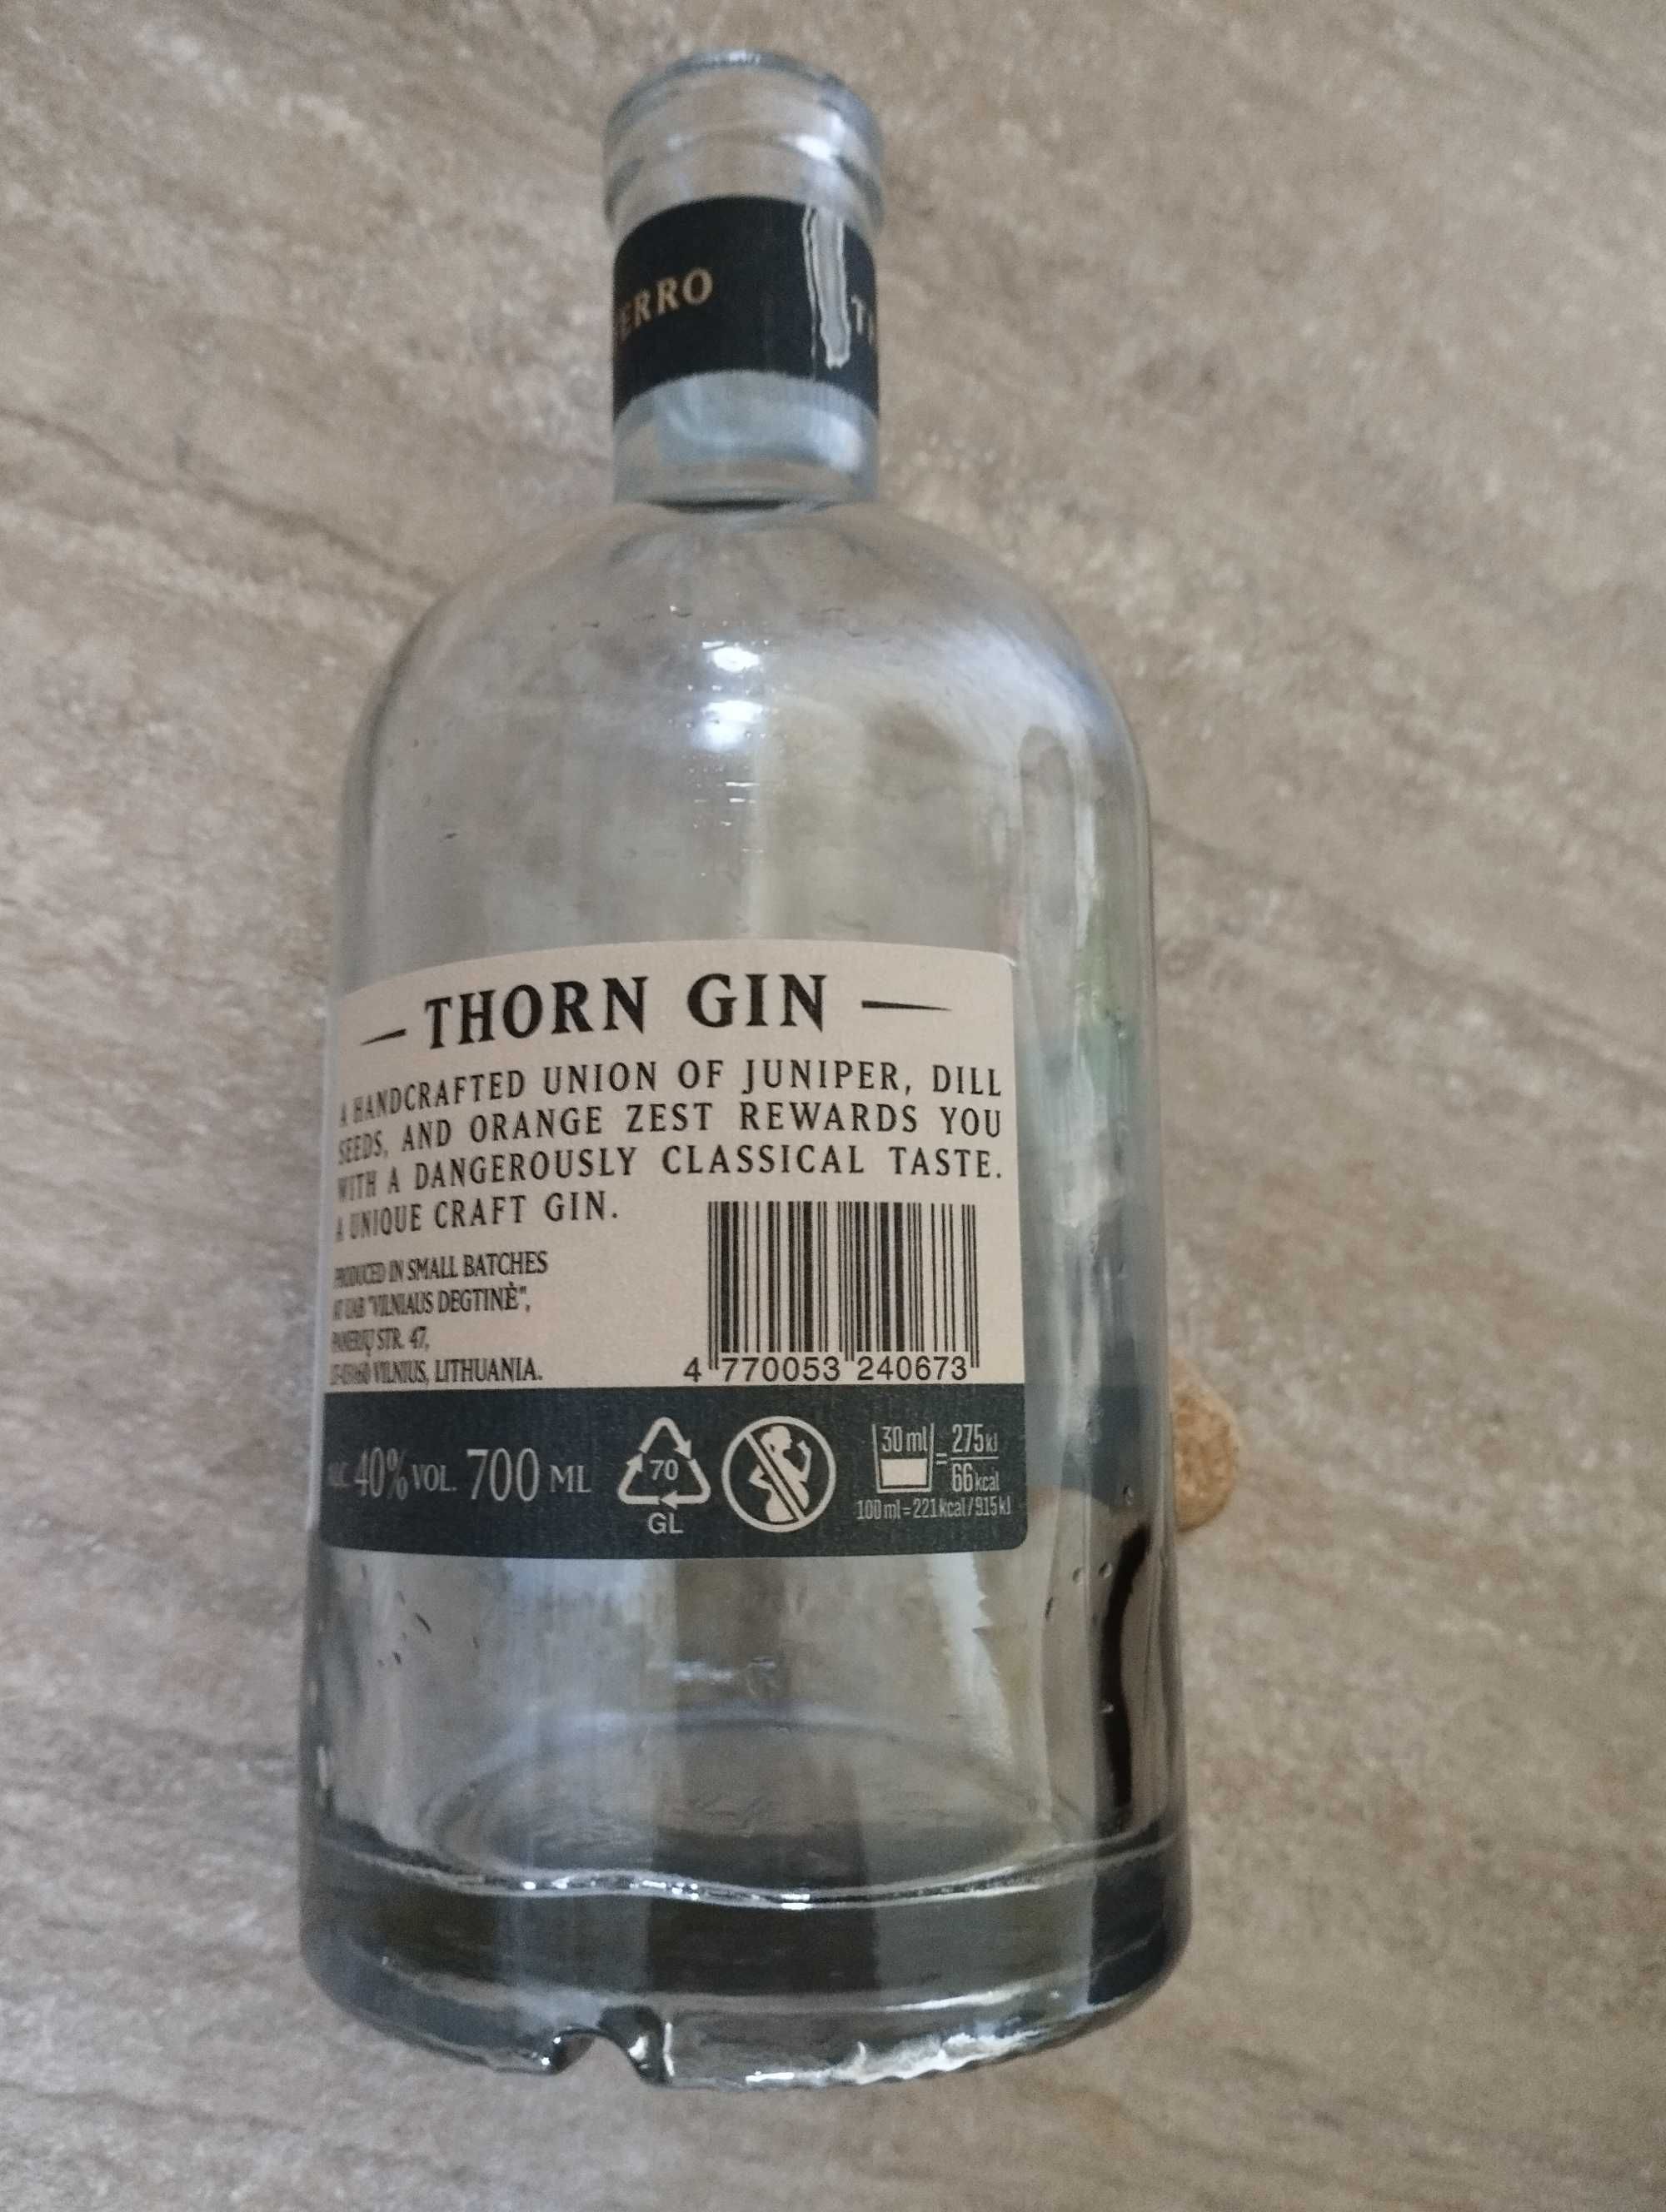 ERRO
— THORN GIN —
A HANDCRAFTED UNION OF JUNIPER, DILL
SEEDS, AND ORANGE ZEST REWARDS YOU
WITH A DANGEROUSLY CLASSICAL TASTE.
A UNIQUE CRAFT GIN.
PRODUCED IN SMALL BATCHES
AT UAB "VILNIAUS DEGTINĖ",
PANERIŲ STR. 47,
VILNIUS, LITHUANIA.
4 770053 240673
ALC. 40% VOL. 700 ML
70
GL
30 ml = 275 kJ
66 kcal
100 ml = 221 kcal / 915 kJ